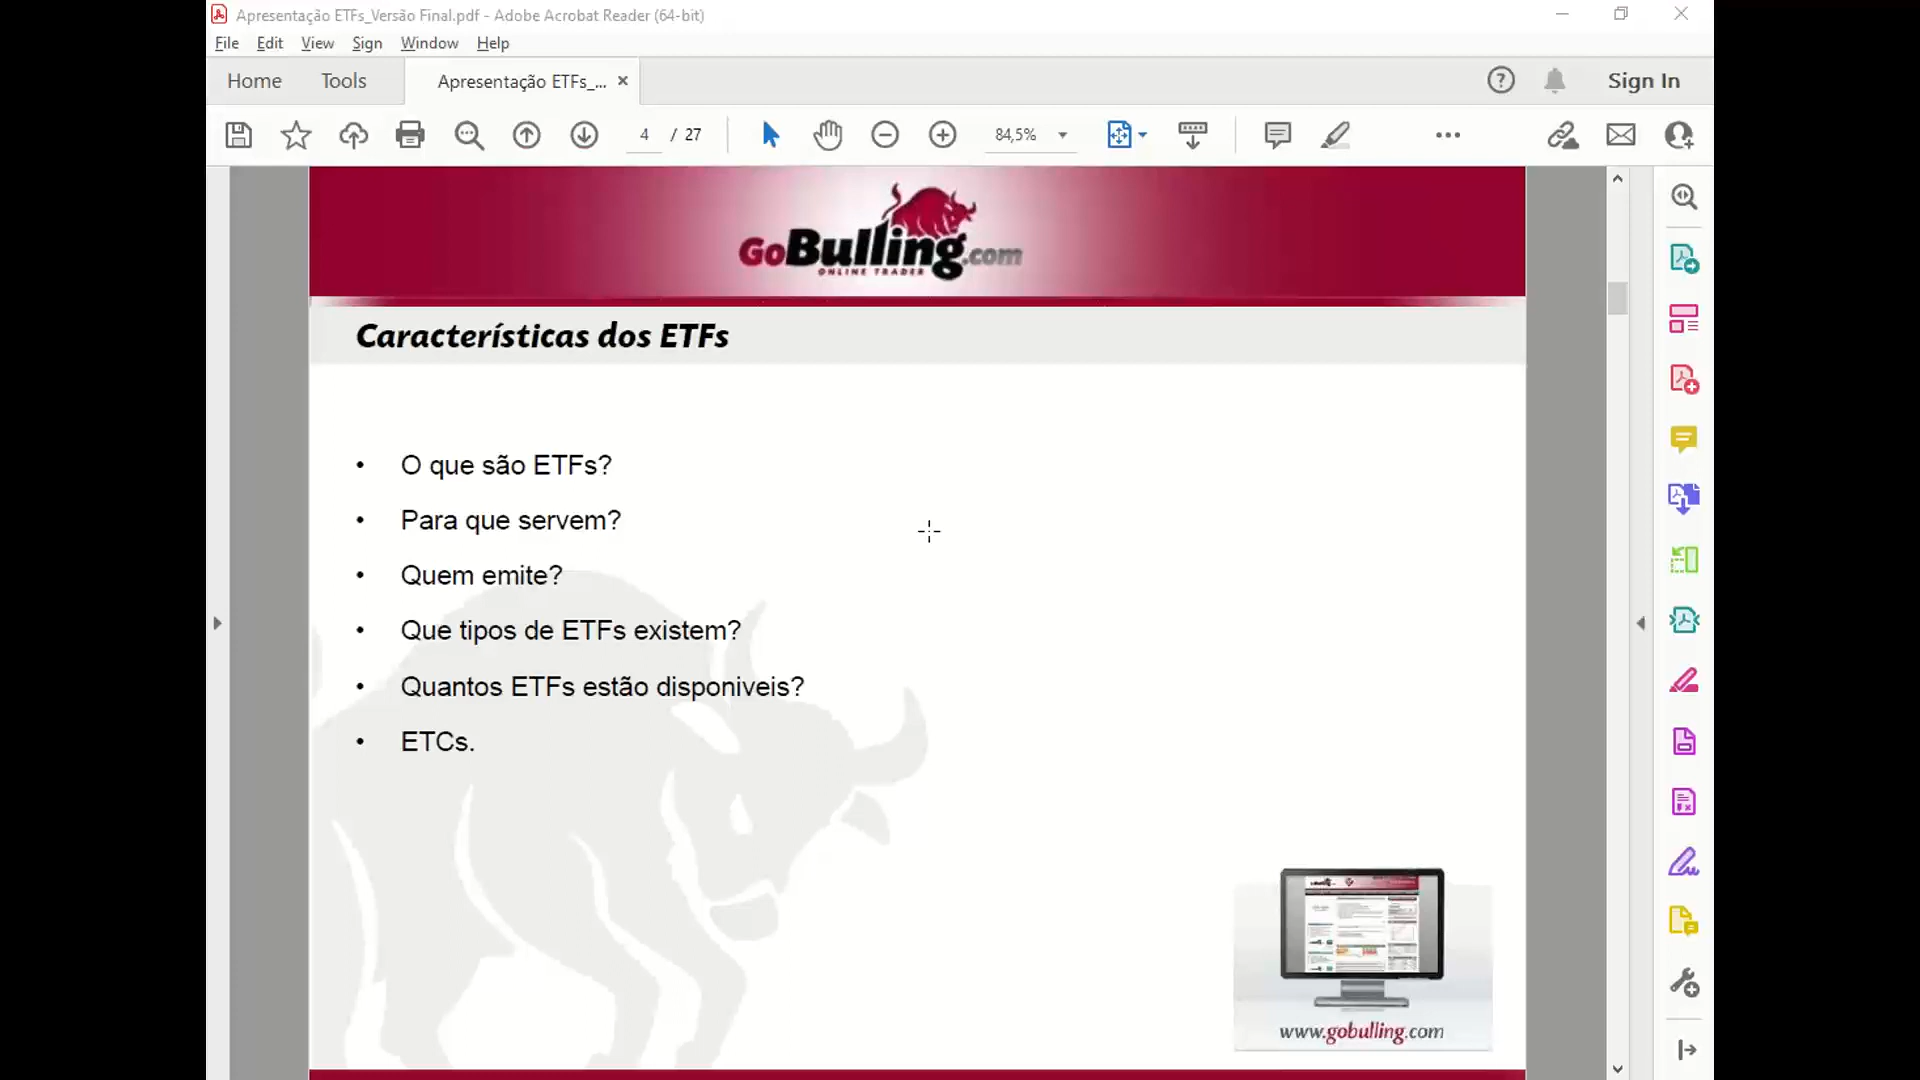 Apresentação ETFs_Versão Final.pdf - Adobe Acrobat Reader (64-bit)
File Edit View Sign Window Help
Home Tools Apresentação ETFs_... × Sign In
4 / 27 84,5%
GoBulling.com
ONLINE TRADER
Características dos ETFs
• O que são ETFs?
• Para que servem?
• Quem emite?
• Que tipos de ETFs existem?
• Quantos ETFs estão disponiveis?
• ETCs.
www.gobulling.com